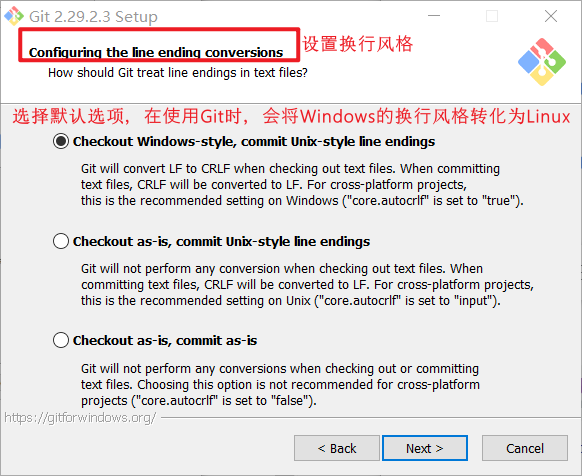 Git 2.29.2.3 Setup
Configuring the line ending conversions
设置换行风格
How should Git treat line endings in text files?
选择默认选项，在使用Git时，会将Windows的换行风格转化为Linux
Checkout Windows-style, commit Unix-style line endings
Git will convert LF to CRLF when checking out text files. When committing
text files, CRLF will be converted to LF. For cross-platform projects,
this is the recommended setting on Windows ("core.autocrlf" is set to "true").
Checkout as-is, commit Unix-style line endings
Git will not perform any conversion when checking out text files. When
committing text files, CRLF will be converted to LF. For cross-platform projects,
this is the recommended setting on Unix ("core.autocrlf" is set to "input").
Checkout as-is, commit as-is
Git will not perform any conversions when checking out or committing
text files. Choosing this option is not recommended for cross-platform
projects ("core.autocrlf" is set to "false").
https://gitforwindows.org/
< Back
Next >
Cancel